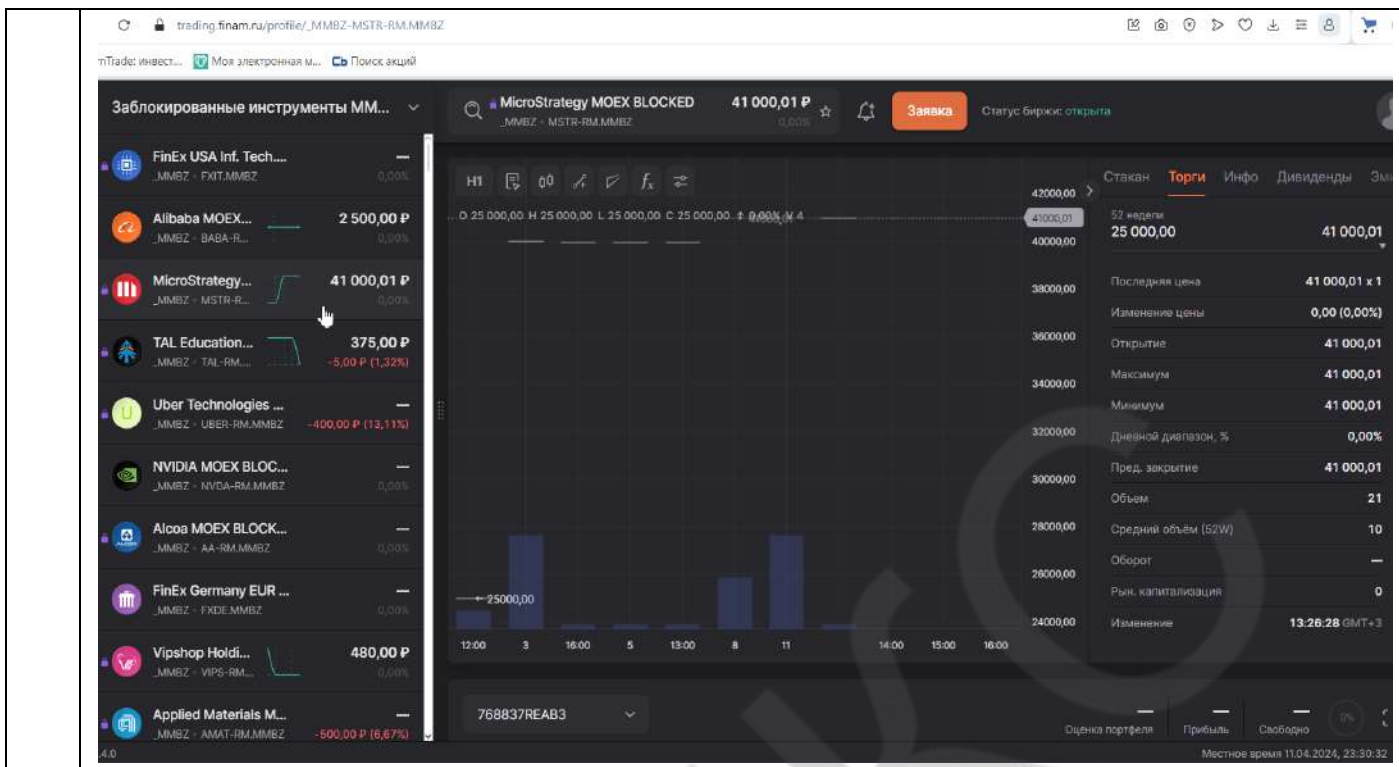 trading.finam.ru/profile/_MMBZ-MSTR-RM.MMBZ
nTrade: инвест... Моя электронная м... Сь Поиск акций
Заблокированные инструменты ММ...
MicroStrategy MOEX BLOCKED 41 000,01 ₽
_MMBZ · MSTR-RM.MMBZ 0,00%
Заявка
Статус биржи: открыта
FinEx USA Inf. Tech.... —
_MMBZ · FXIT.MMBZ 0,00%
Alibaba MOEX... 2 500,00 ₽
_MMBZ · BABA-R... 0,00%
MicroStrategy... 41 000,01 ₽
_MMBZ · MSTR-R... 0,00%
TAL Education... 375,00 ₽
_MMBZ · TAL-RM.... -5,00 ₽ (1,32%)
Uber Technologies ... —
_MMBZ · UBER-RM.MMBZ -400,00 ₽ (13,11%)
NVIDIA MOEX BLOC... —
_MMBZ · NVDA-RM.MMBZ 0,00%
Alcoa MOEX BLOCK... —
_MMBZ · AA-RM.MMBZ 0,00%
FinEx Germany EUR ... —
_MMBZ · FXDE.MMBZ 0,00%
Vipshop Holdi... 480,00 ₽
_MMBZ · VIPS-RM... 0,00%
Applied Materials M... —
_MMBZ · AMAT-RM.MMBZ -500,00 ₽ (6,67%)
.4.0
H1 fx
O 25 000,00 H 25 000,00 L 25 000,00 C 25 000,00 0,00% V 4
42000,00
41000,01
40000,00
38000,00
36000,00
34000,00
32000,00
30000,00
28000,00
26000,00
24000,00
25000,00
12:00 3 16:00 5 13:00 8 11 14:00 15:00 16:00
Стакан Торги Инфо Дивиденды Эми
52 недели
25 000,00 41 000,01
Последняя цена 41 000,01 x 1
Изменение цены 0,00 (0,00%)
Открытие 41 000,01
Максимум 41 000,01
Минимум 41 000,01
Дневной диапазон, % 0,00%
Пред. закрытие 41 000,01
Объем 21
Средний объём (52W) 10
Оборот —
Рын. капитализация 0
Изменение 13:26:28 GMT+3
768837REAB3
Оценка портфеля — Прибыль — Свободно — 0%
Местное время 11.04.2024, 23:30:32